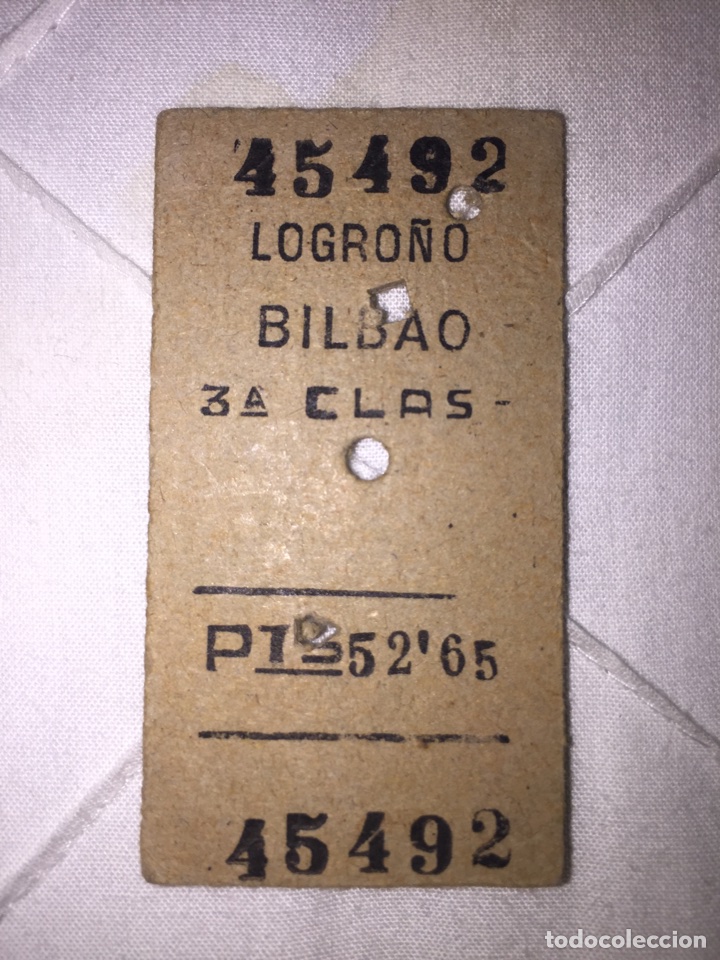 45492
LOGROÑO
BILBAO
3ª CLAS-
PTS 52'65
45492
todocoleccion